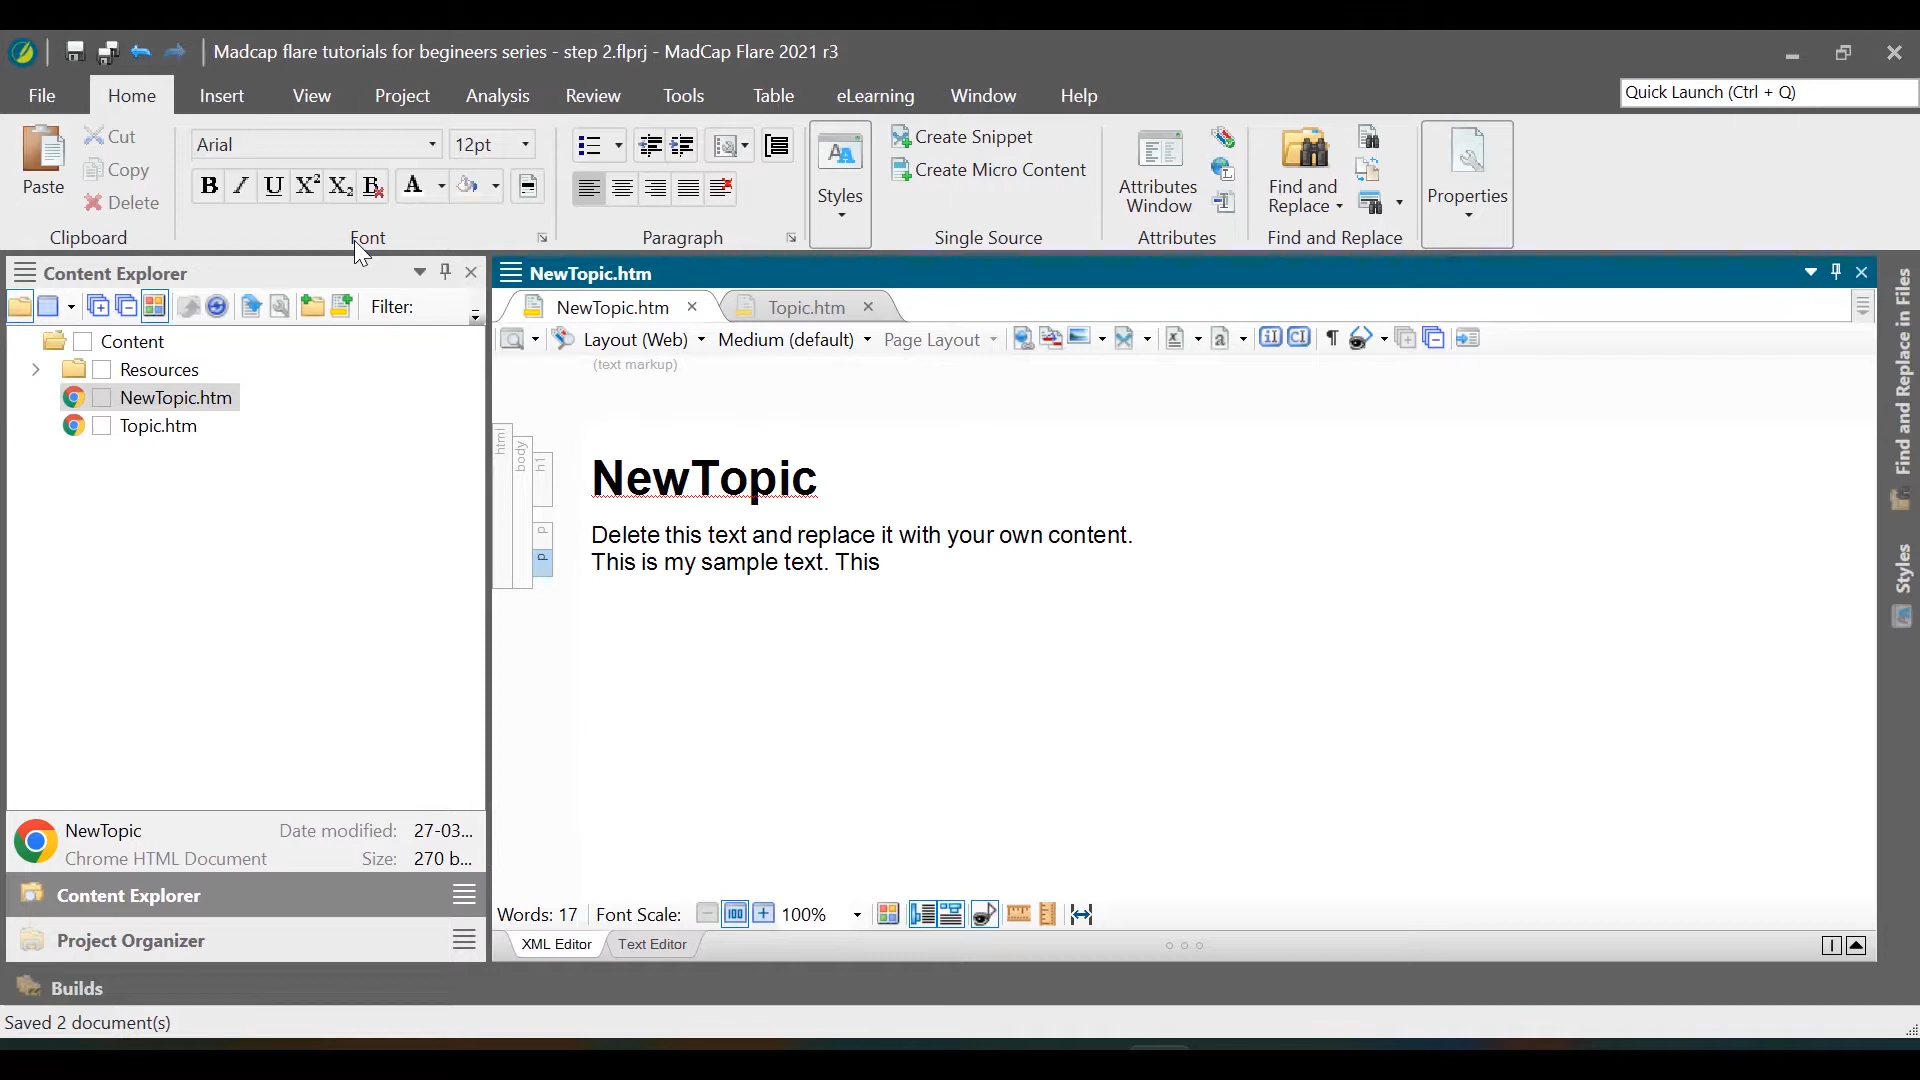 Madcap flare tutorials for begineers series - step 2.flprj - MadCap Flare 2021 r3
File Home Insert View Project Analysis Review Tools Table eLearning Window Help
Quick Launch (Ctrl + Q)
Paste
Cut
Copy
Delete
Clipboard
Arial
12pt
Font
Paragraph
Styles
Create Snippet
Create Micro Content
Single Source
Attributes
Window
Attributes
Find and
Replace
Find and Replace
Properties
Content Explorer
Filter:
Content
Resources
NewTopic.htm
Topic.htm
NewTopic
Date modified: 27-03...
Chrome HTML Document
Size: 270 b...
Content Explorer
Project Organizer
NewTopic.htm
NewTopic.htm Topic.htm
Layout (Web) Medium (default) Page Layout
(text markup)
html
body
h1
p
p
NewTopic
Delete this text and replace it with your own content.
This is my sample text. This
Words: 17 Font Scale: 100 100%
XML Editor Text Editor
Find and Replace in Files
Styles
Builds
Saved 2 document(s)